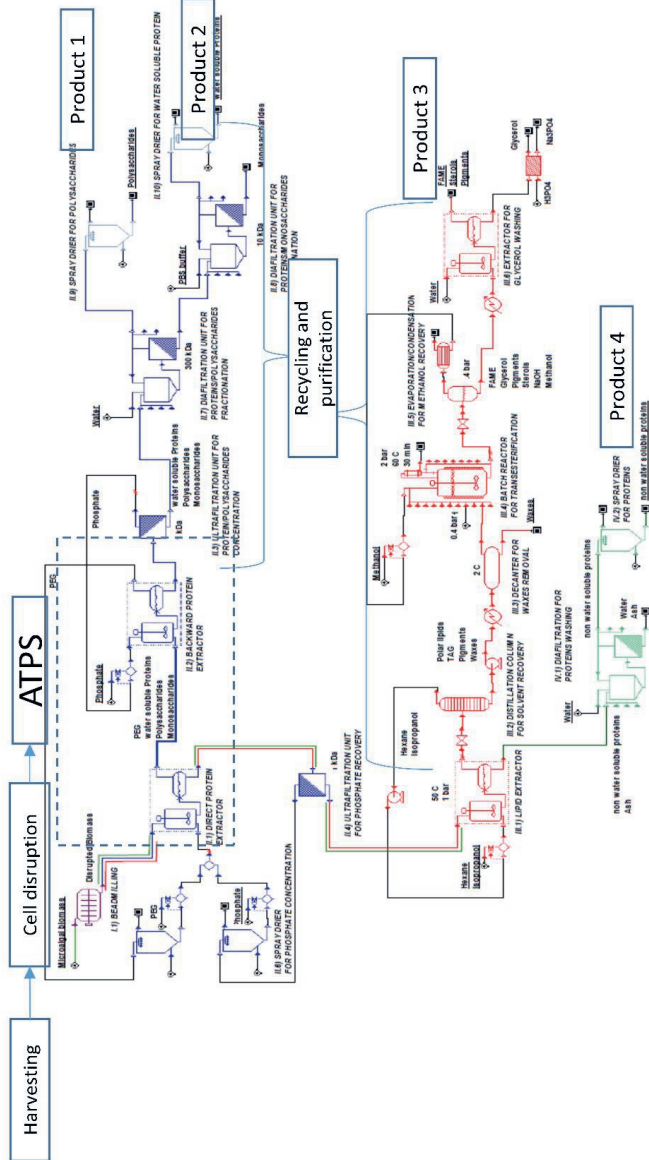 Harvesting
Cell disruption
ATPS
Product 1
Product 2
Recycling and
purification
Product 3
Product 4
Microalgal biomass
Disrupted Biomass
I.1) BEADMILLING
PEG
Phosphate
II.6) SPRAY DRIER
FOR PHOSPHATE CONCENTRATION
II.1) DIRECT PROTEIN
EXTRACTOR
PEG
water soluble Proteins
Polysaccharides
Monosaccharides
Phosphate
II.2) BACKWARD PROTEIN
EXTRACTOR
PEG
Phosphate
1 kDa
II.3) ULTRAFILTRATION UNIT FOR
PROTEIN/POLYSACCHARIDES
CONCENTRATION
water soluble Proteins
Polysaccharides
Monosaccharides
Water
300 kDa
II.7) DIAFILTRATION UNIT FOR
PROTEINS/POLYSACCHARIDES
FRACTIONATION
II.9) SPRAY DRIER FOR POLYSACCHARIDES
Polysaccharides
PBS buffer
II.10) SPRAY DRIER FOR WATER SOLUBLE PROTEIN
water soluble Proteins
Monosaccharides
10 kDa
II.8) DIAFILTRATION UNIT FOR
PROTEINS/MONOSACCHARIDES
II.4) ULTRAFILTRATION UNIT
FOR PHOSPHATE RECOVERY
1 kDa
Hexane
Isopropanol
50 C
1 bar
III.1) LIPID EXTRACTOR
Hexane
Isopropanol
III.2) DISTILLATION COLUMN
FOR SOLVENT RECOVERY
Polar lipids
TAG
Pigments
Waxes
2 C
III.3) DECANTER FOR
WAXES REMOVAL
Waxes
Methanol
0.4 bar
2 bar
60 C
30 min
III.4) BATCH REACTOR
FOR TRANSESTERIFICATION
III.5) EVAPORATION/CONDENSATION
FOR METHANOL RECOVERY
.4 bar
FAME
Glycerol
Pigments
Sterols
NaOH
Methanol
Water
III.6) EXTRACTOR FOR
GLYCEROL WASHING
FAME
Sterols
Pigments
Glycerol
H3PO4
Na3PO4
non water soluble proteins
Ash
Water
IV.1) DIAFILTRATION FOR
PROTEINS WASHING
non water soluble proteins
Water
Ash
IV.2) SPRAY DRIER
FOR PROTEINS
non water soluble proteins